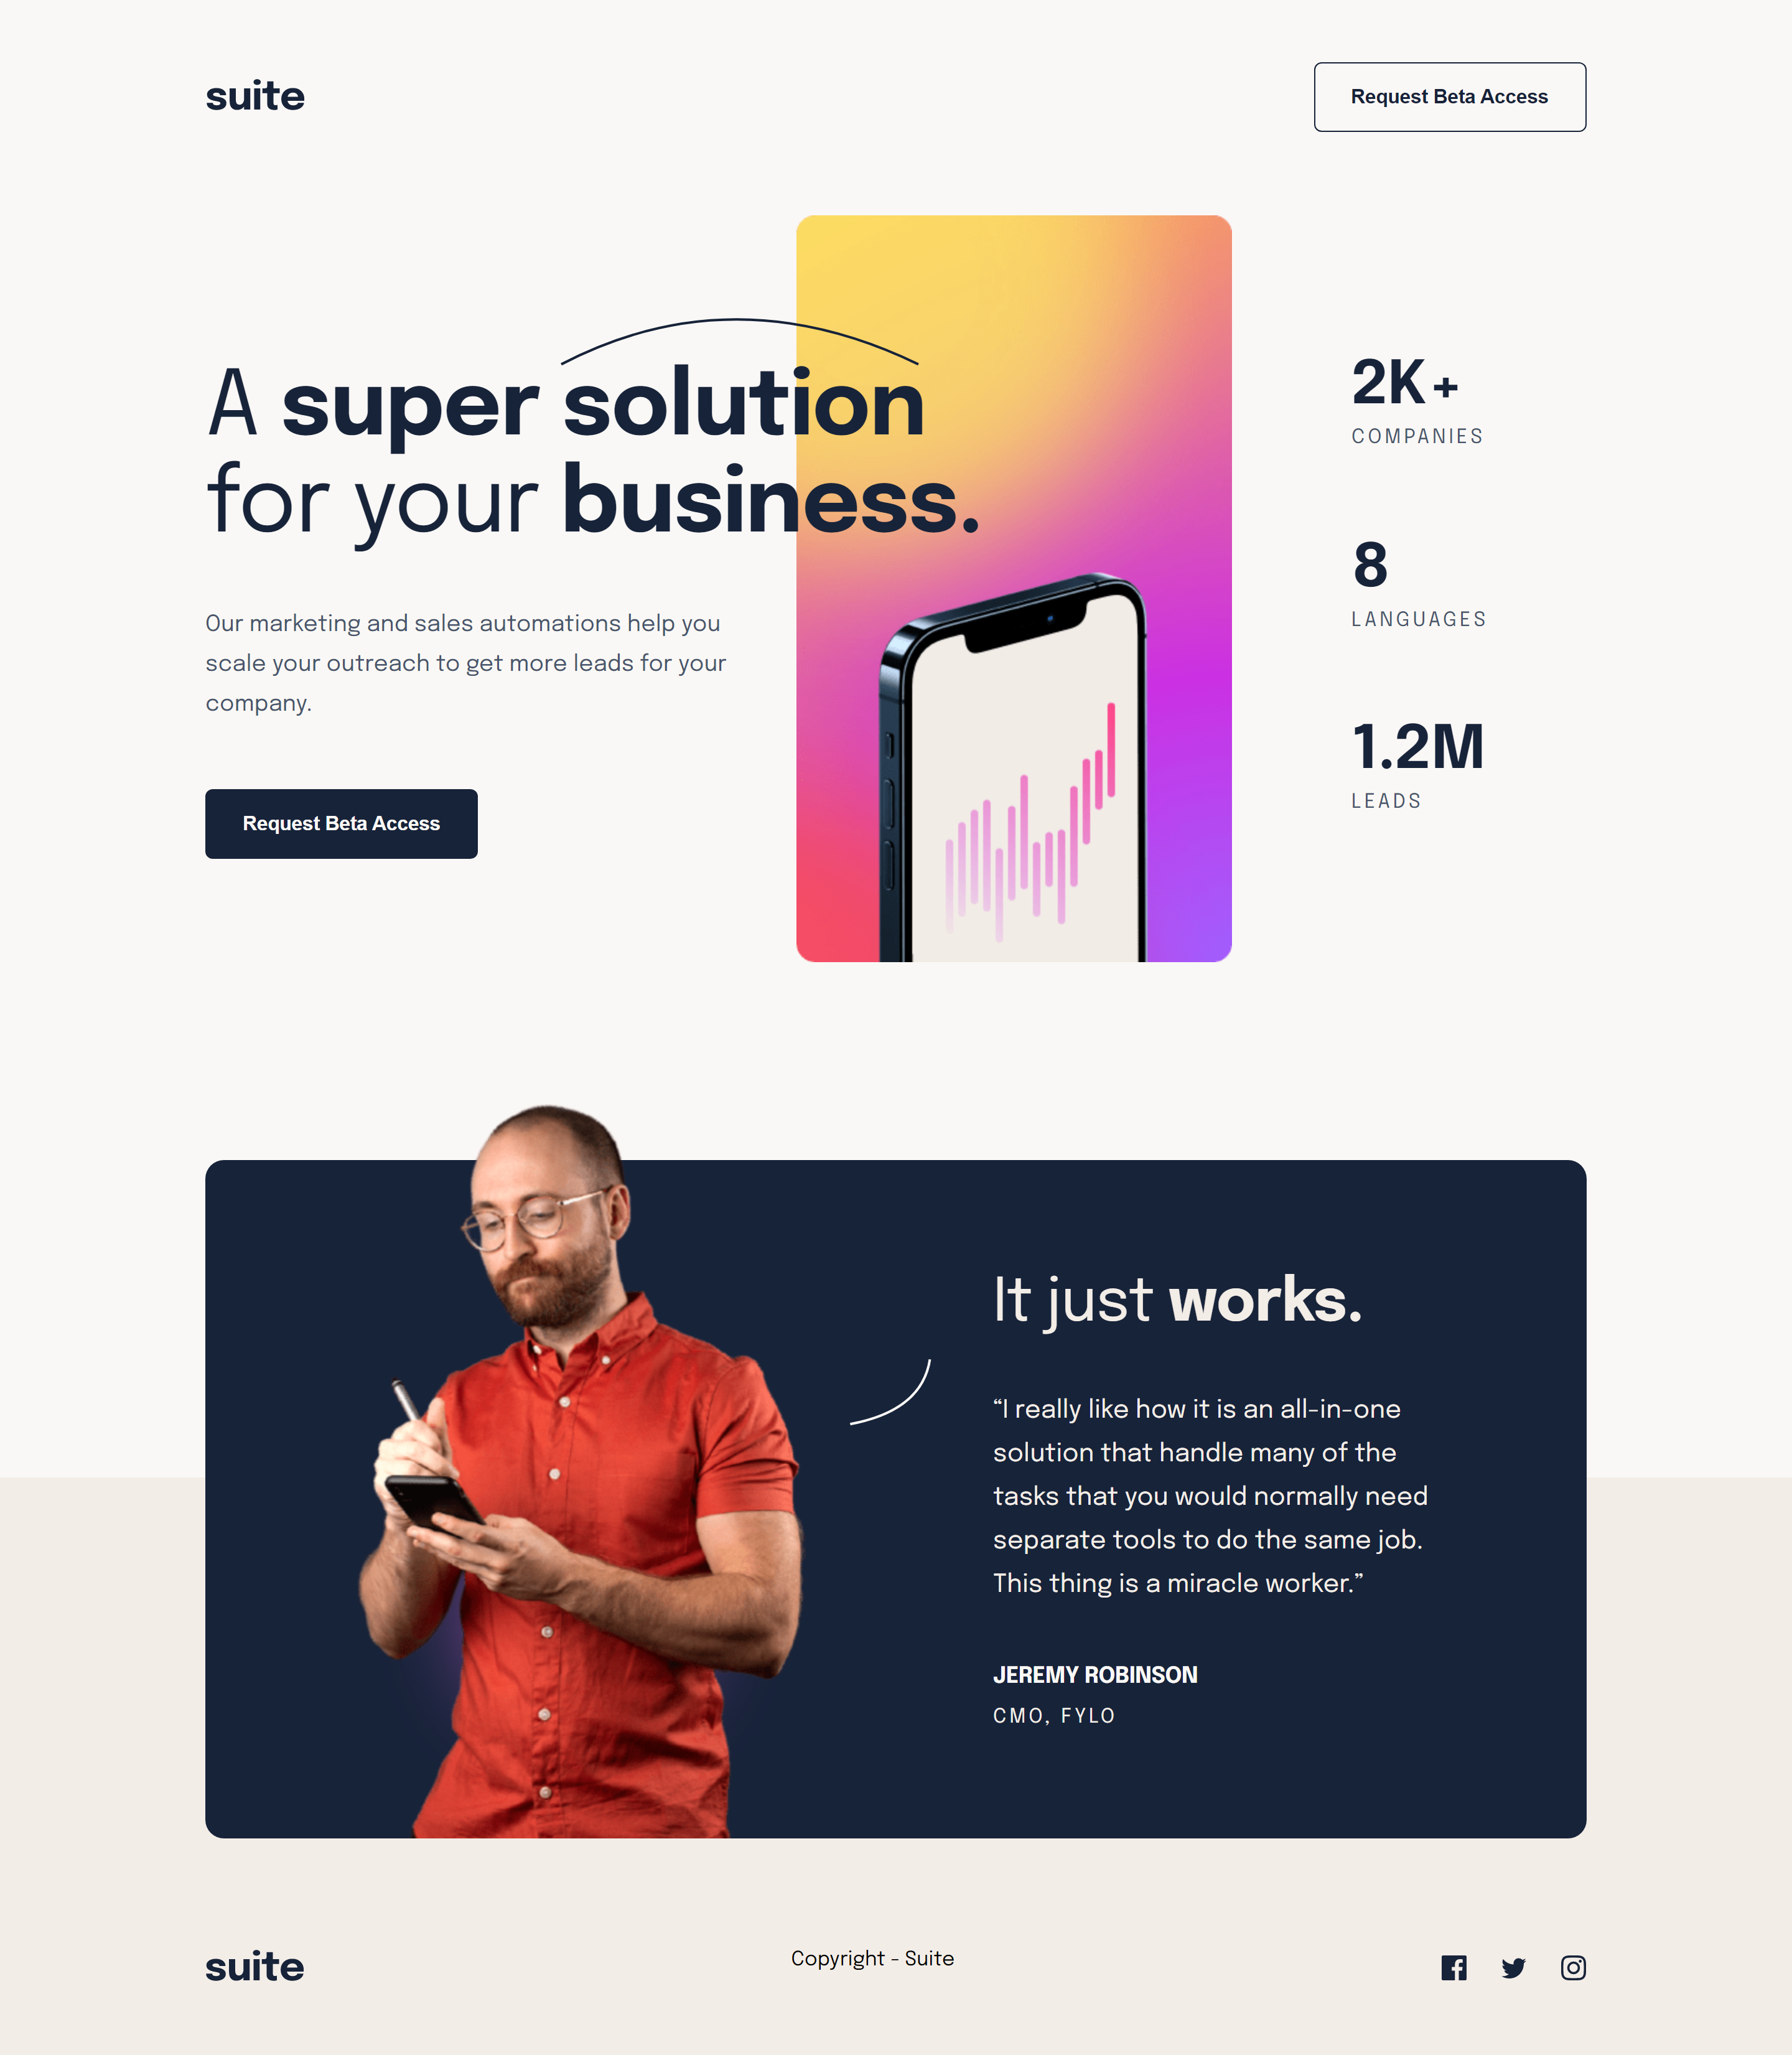 suite
Request Beta Access
A super solution
for your business.
Our marketing and sales automations help you
scale your outreach to get more leads for your
company.
Request Beta Access
2K+
COMPANIES
8
LANGUAGES
1.2M
LEADS
It just works.
“I really like how it is an all-in-one
solution that handle many of the
tasks that you would normally need
separate tools to do the same job.
This thing is a miracle worker.”
JEREMY ROBINSON
CMO, FYLO
suite
Copyright - Suite